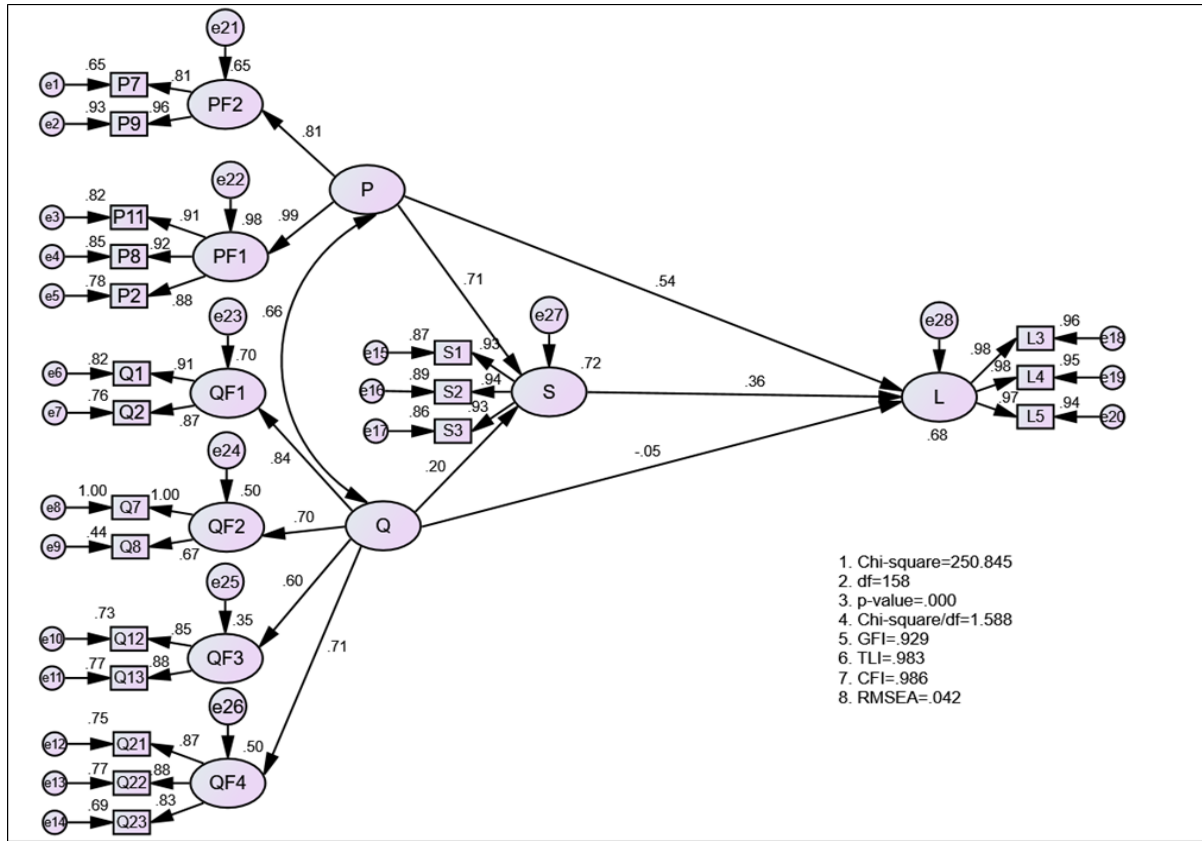 e21
.65
.65
e1
P7
.81
PF2
.93
e2
P9
.96
.81
e22
P
.82
e3
P11
.91
.98
.99
.85
e4
P8
.92
PF1
.78
e5
P2
.88
.66
.71
.54
e23
e27
e28
.82
e6
Q1
.91
.70
QF1
.76
e7
Q2
.87
.87
e15
S1
.93
.72
.89
e16
S2
.94
S
.86
e17
S3
.93
.36
L
.68
.98
L3
.96
e18
.98
L4
.95
e19
.97
L5
.94
e20
.84
.20
-.05
e24
1.00
e8
Q7
1.00
.50
QF2
.44
e9
Q8
.67
.70
Q
e25
.60
.73
e10
Q12
.85
.35
QF3
.77
e11
Q13
.88
.71
e26
.75
e12
Q21
.87
.50
.77
e13
Q22
.88
QF4
.69
e14
Q23
.83
1. Chi-square=250.845
2. df=158
3. p-value=.000
4. Chi-square/df=1.588
5. GFI=.929
6. TLI=.983
7. CFI=.986
8. RMSEA=.042